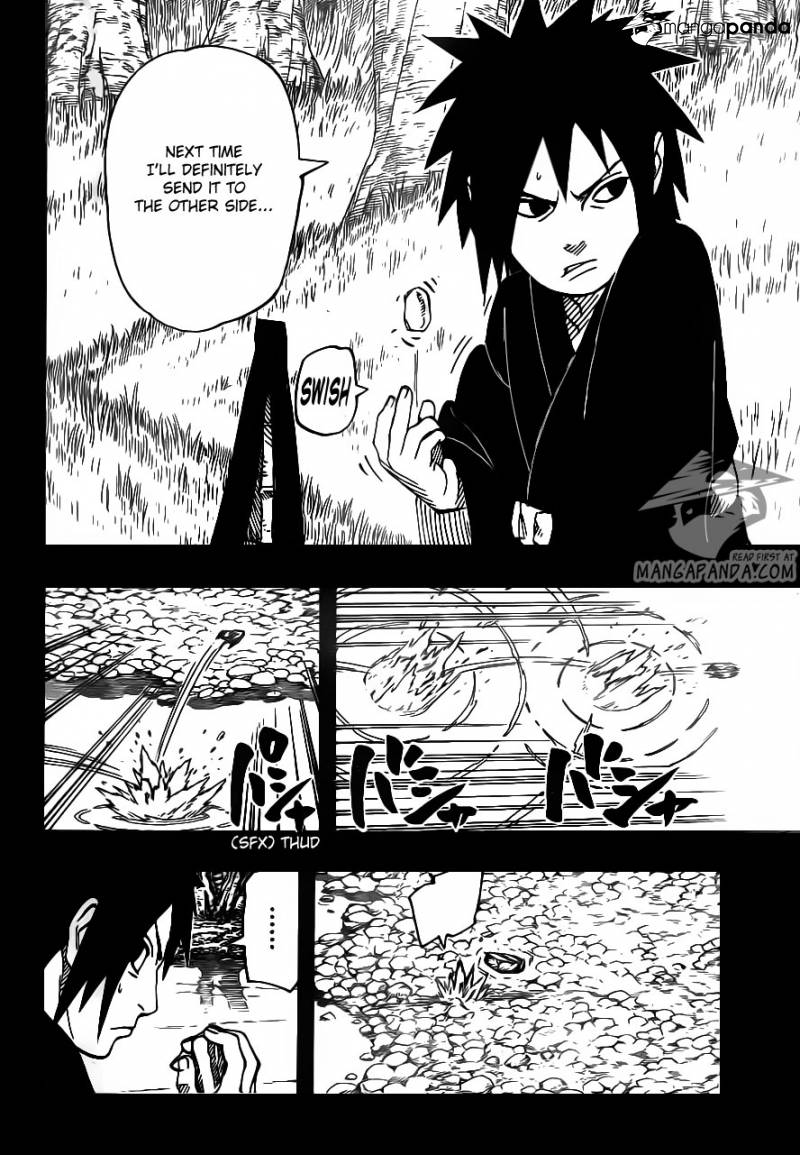 mangapanda
NEXT TIME
I'LL DEFINITELY
SEND IT TO
THE OTHER SIDE...
SWISH
READ FIRST AT
MANGAPANDA.COM
パシャ
バシャ
バシャ
(SFX) THUD
......